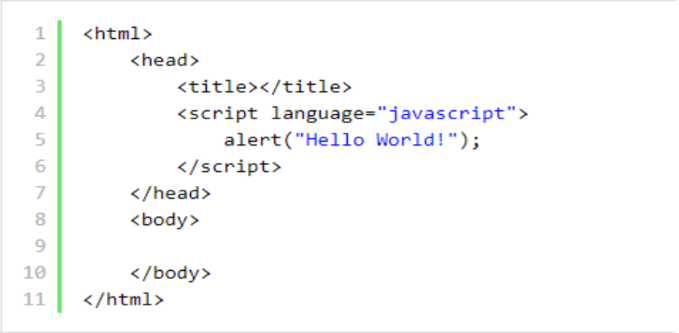 1 <html>
2 <head>
3 <title></title>
4 <script language="javascript">
5 alert("Hello World!");
6 </script>
7 </head>
8 <body>
9
10 </body>
11 </html>